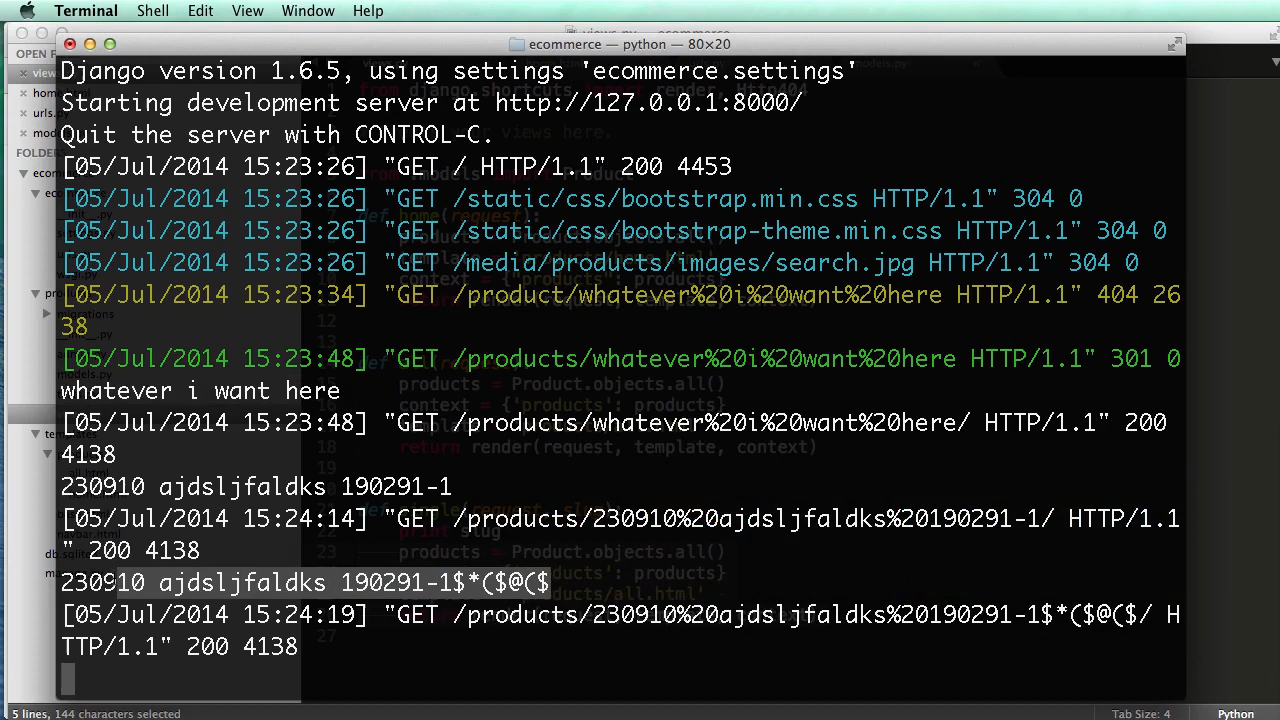 Terminal Shell Edit View Window Help
ecommerce — python — 80×20
Django version 1.6.5, using settings 'ecommerce.settings'
Starting development server at http://127.0.0.1:8000/
Quit the server with CONTROL-C.
[05/Jul/2014 15:23:26] "GET / HTTP/1.1" 200 4453
[05/Jul/2014 15:23:26] "GET /static/css/bootstrap.min.css HTTP/1.1" 304 0
[05/Jul/2014 15:23:26] "GET /static/css/bootstrap-theme.min.css HTTP/1.1" 304 0
[05/Jul/2014 15:23:26] "GET /media/products/images/search.jpg HTTP/1.1" 304 0
[05/Jul/2014 15:23:34] "GET /product/whatever%20i%20want%20here HTTP/1.1" 404 26
38
[05/Jul/2014 15:23:48] "GET /products/whatever%20i%20want%20here HTTP/1.1" 301 0
whatever i want here
[05/Jul/2014 15:23:48] "GET /products/whatever%20i%20want%20here/ HTTP/1.1" 200
4138
230910 ajdsljfaldks 190291-1
[05/Jul/2014 15:24:14] "GET /products/230910%20ajdsljfaldks%20190291-1/ HTTP/1.1
" 200 4138
230910 ajdsljfaldks 190291-1$*($@($
[05/Jul/2014 15:24:19] "GET /products/230910%20ajdsljfaldks%20190291-1$*($@($/ H
TTP/1.1" 200 4138
5 lines, 144 characters selected
Tab Size: 4 Python